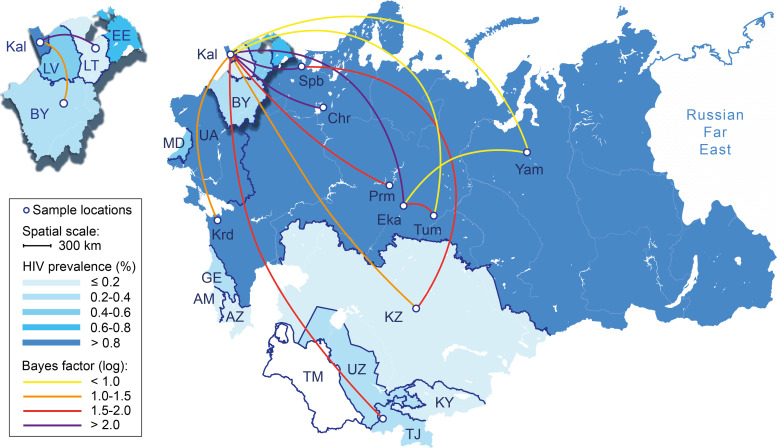 Kal
EE
LV
LT
BY
Sample locations
Spatial scale:
300 km
HIV prevalence (%)
≤ 0.2
0.2-0.4
0.4-0.6
0.6-0.8
> 0.8
Bayes factor (log):
< 1.0
1.0-1.5
1.5-2.0
> 2.0
Kal
Spb
BY
Chr
Russian
Far
East
UA
MD
Yam
Prm
Eka
Tum
Krd
GE
AM
AZ
KZ
UZ
TM
KY
TJ